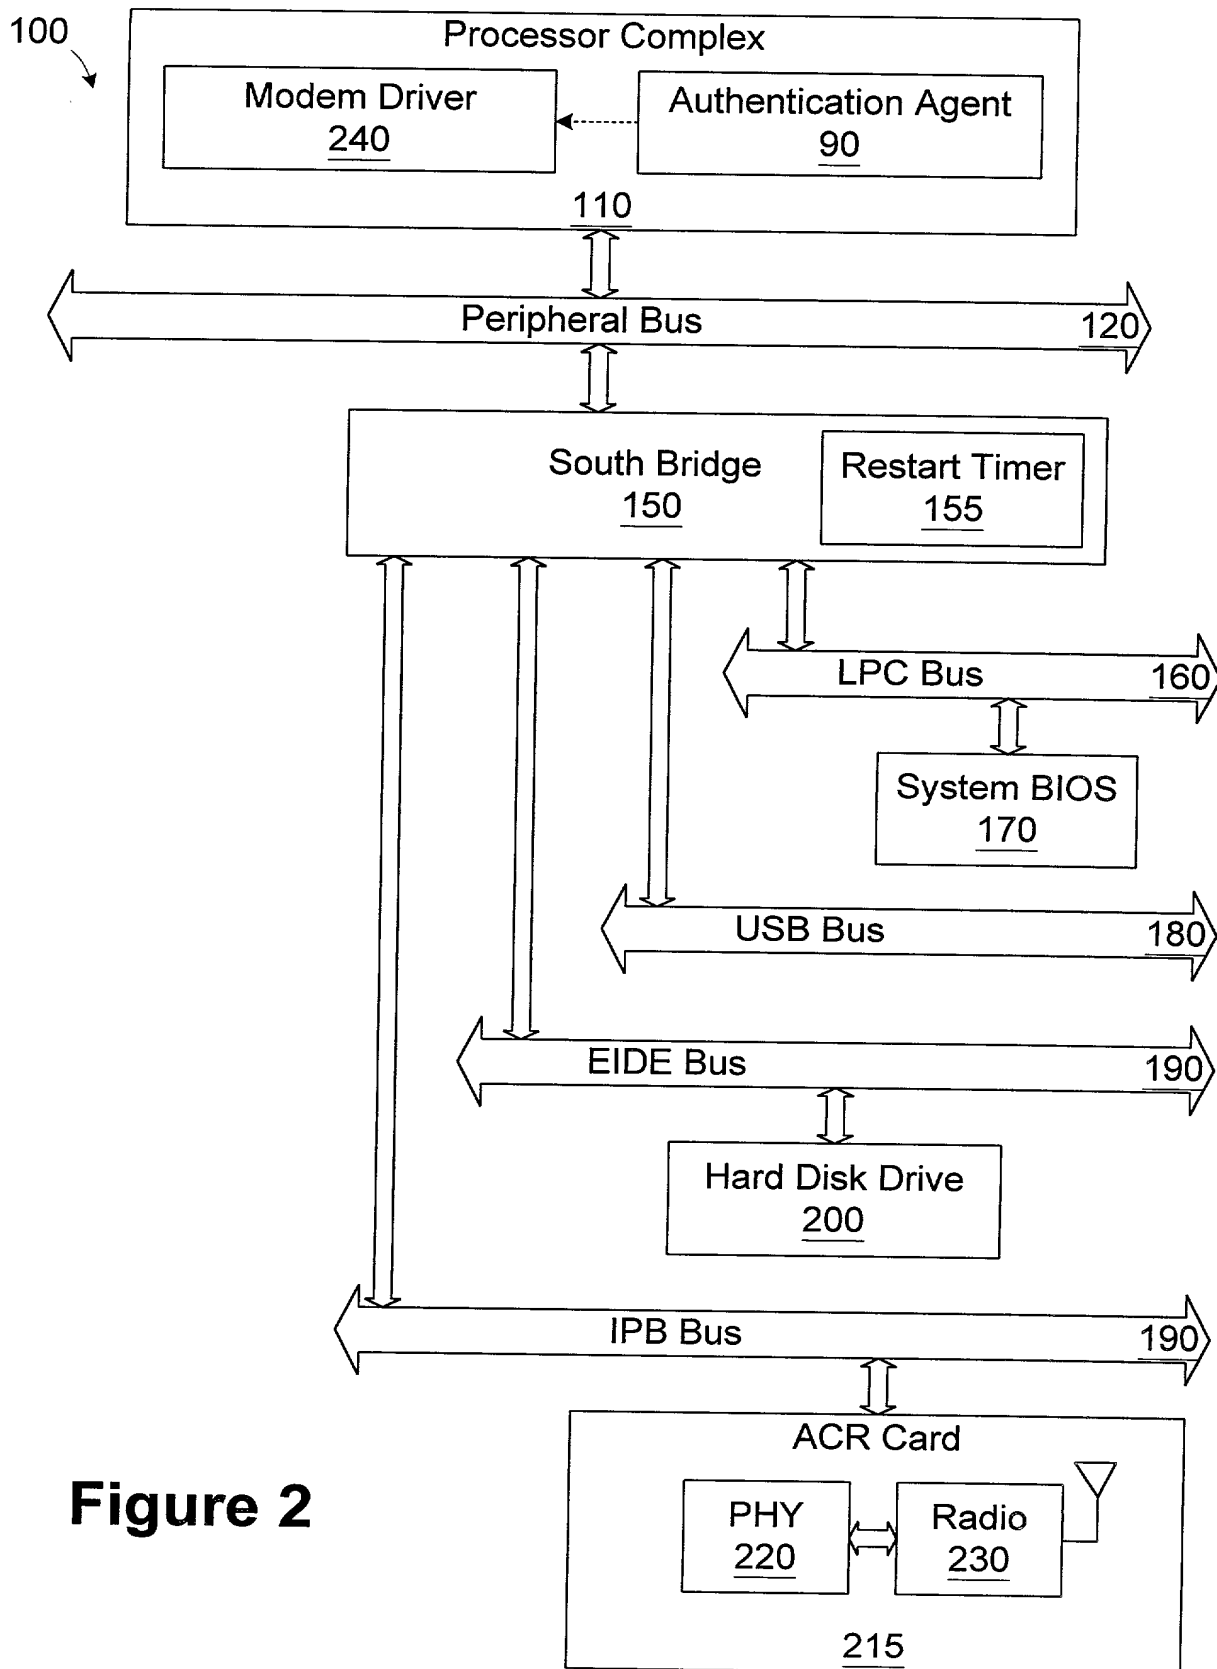 100
Processor Complex
Modem Driver
240
Authentication Agent
90
110
Peripheral Bus
120
South Bridge
150
Restart Timer
155
LPC Bus
160
System BIOS
170
USB Bus
180
EIDE Bus
190
Hard Disk Drive
200
IPB Bus
190
ACR Card
PHY
220
Radio
230
215
Figure 2